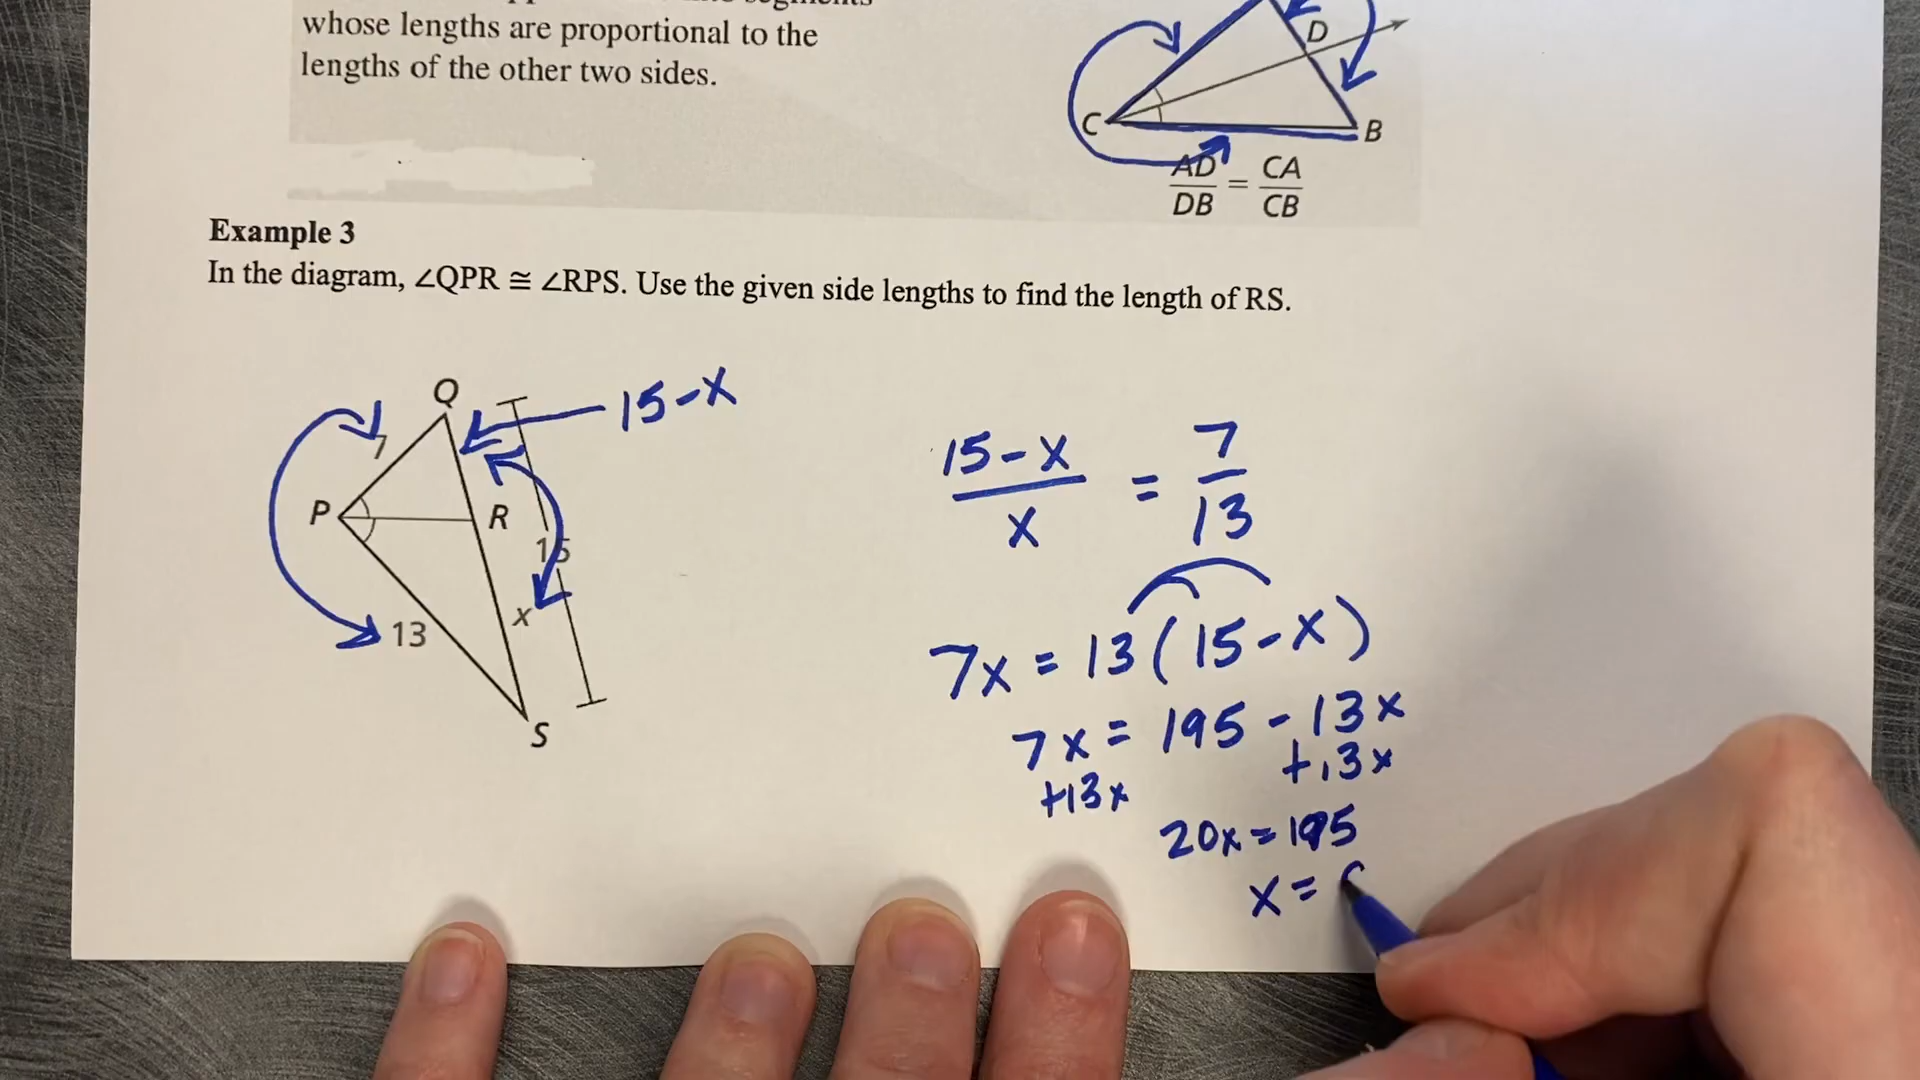 whose lengths are proportional to the
lengths of the other two sides.
D
C
B
AD/DB = CA/CB
Example 3
In the diagram, ∠QPR ≅ ∠RPS. Use the given side lengths to find the length of RS.
Q
15-x
7
P
R
15
x
13
S
15-x/x = 7/13
7x = 13(15-x)
7x = 195 - 13x
+13x +13x
20x = 195
x =